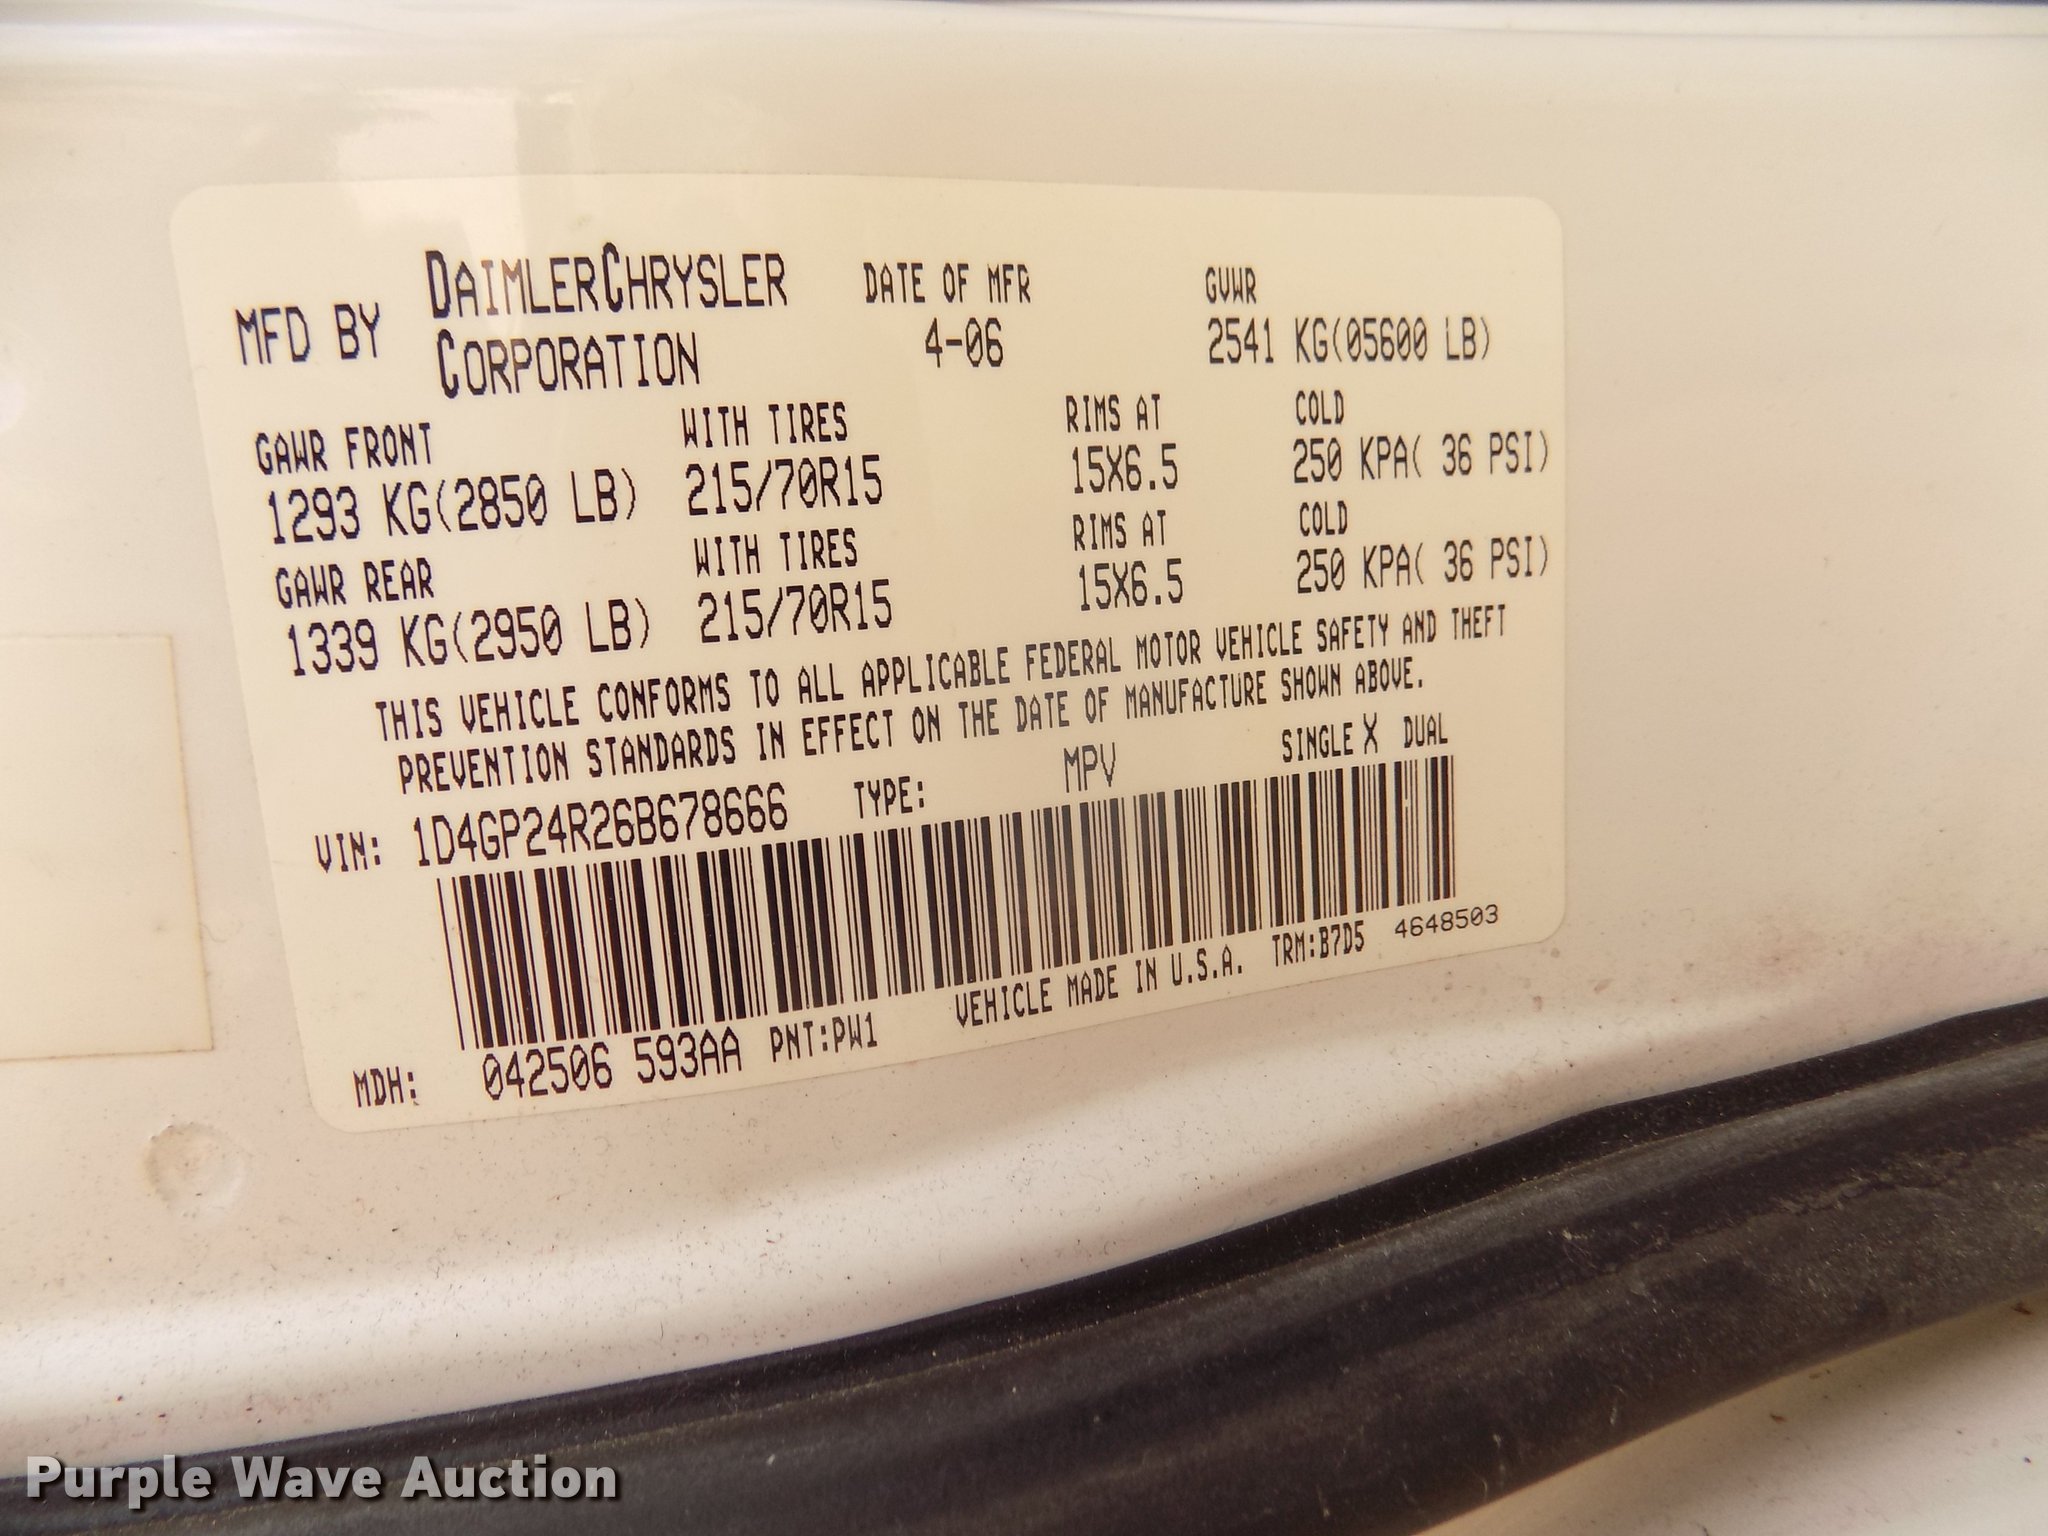 MFD BY DAIMLERCHRYSLER CORPORATION DATE OF MFR 4-06 GVWR 2541 KG(05600 LB)
GAWR FRONT WITH TIRES RIMS AT COLD
1293 KG(2850 LB) 215/70R15 15X6.5 250 KPA( 36 PSI)
GAWR REAR WITH TIRES RIMS AT COLD
1339 KG(2950 LB) 215/70R15 15X6.5 250 KPA( 36 PSI)
THIS VEHICLE CONFORMS TO ALL APPLICABLE FEDERAL MOTOR VEHICLE SAFETY AND THEFT
PREVENTION STANDARDS IN EFFECT ON THE DATE OF MANUFACTURE SHOWN ABOVE.
VIN: 1D4GP24R26B678666 TYPE: MPV SINGLE X DUAL
MDH: 042506 593AA PNT:PW1 VEHICLE MADE IN U.S.A. TRM:B7D5 4648503
Purple Wave Auction